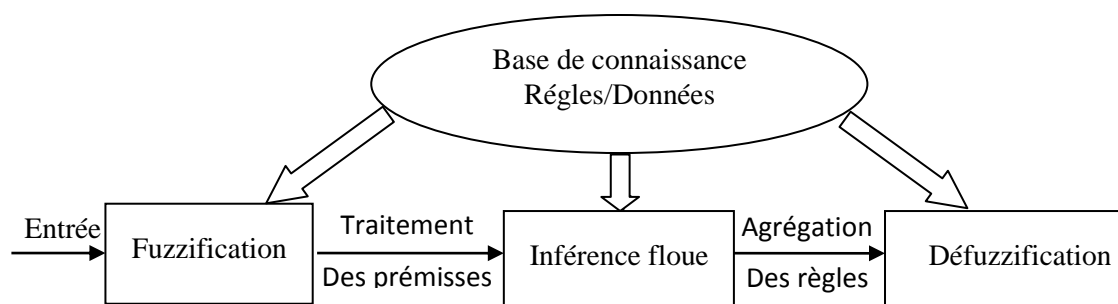 Base de connaissance
Régles/Données
Entrée
Fuzzification
Traitement
Des prémisses
Inférence floue
Agrégation
Des règles
Défuzzification